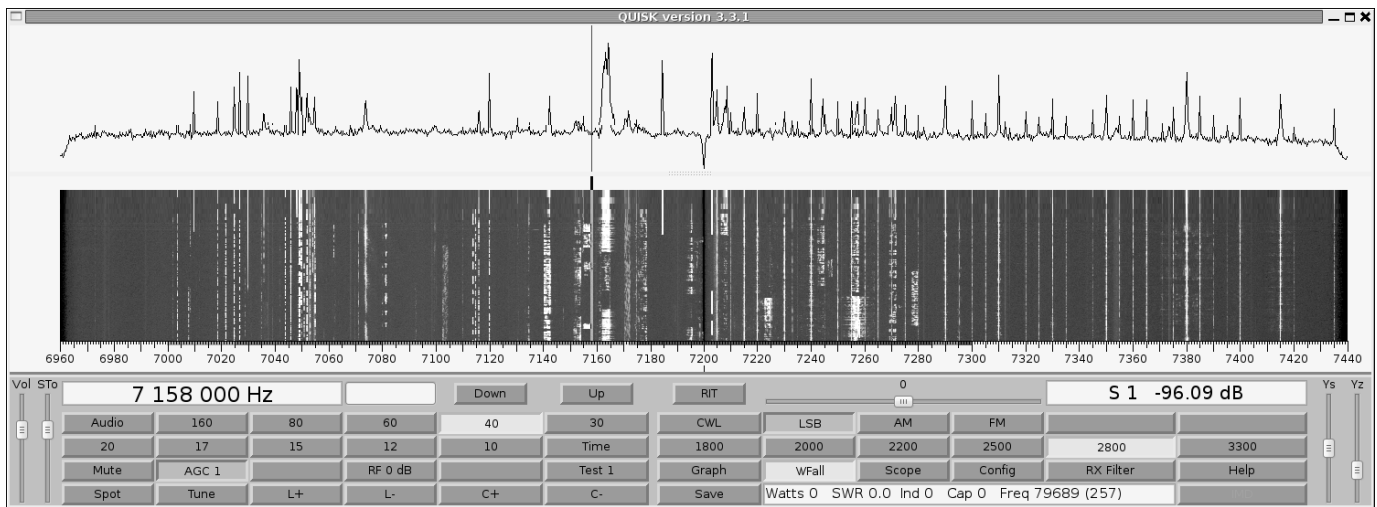 QUISK version 3.3.1
6960 6980 7000 7020 7040 7060 7080 7100 7120 7140 7160 7180 7200 7220 7240 7260 7280 7300 7320 7340 7360 7380 7400 7420 7440
Vol STo 7 158 000 Hz Down Up RIT 0 S 1 -96.09 dB Ys Yz
Audio 160 80 60 40 30 CWL LSB AM FM
20 17 15 12 10 Time 1800 2000 2200 2500 2800 3300
Mute AGC 1 RF 0 dB Test 1 Graph WFall Scope Config RX Filter Help
Spot Tune L+ L- C+ C- Save Watts 0 SWR 0.0 Ind 0 Cap 0 Freq 79689 (257)